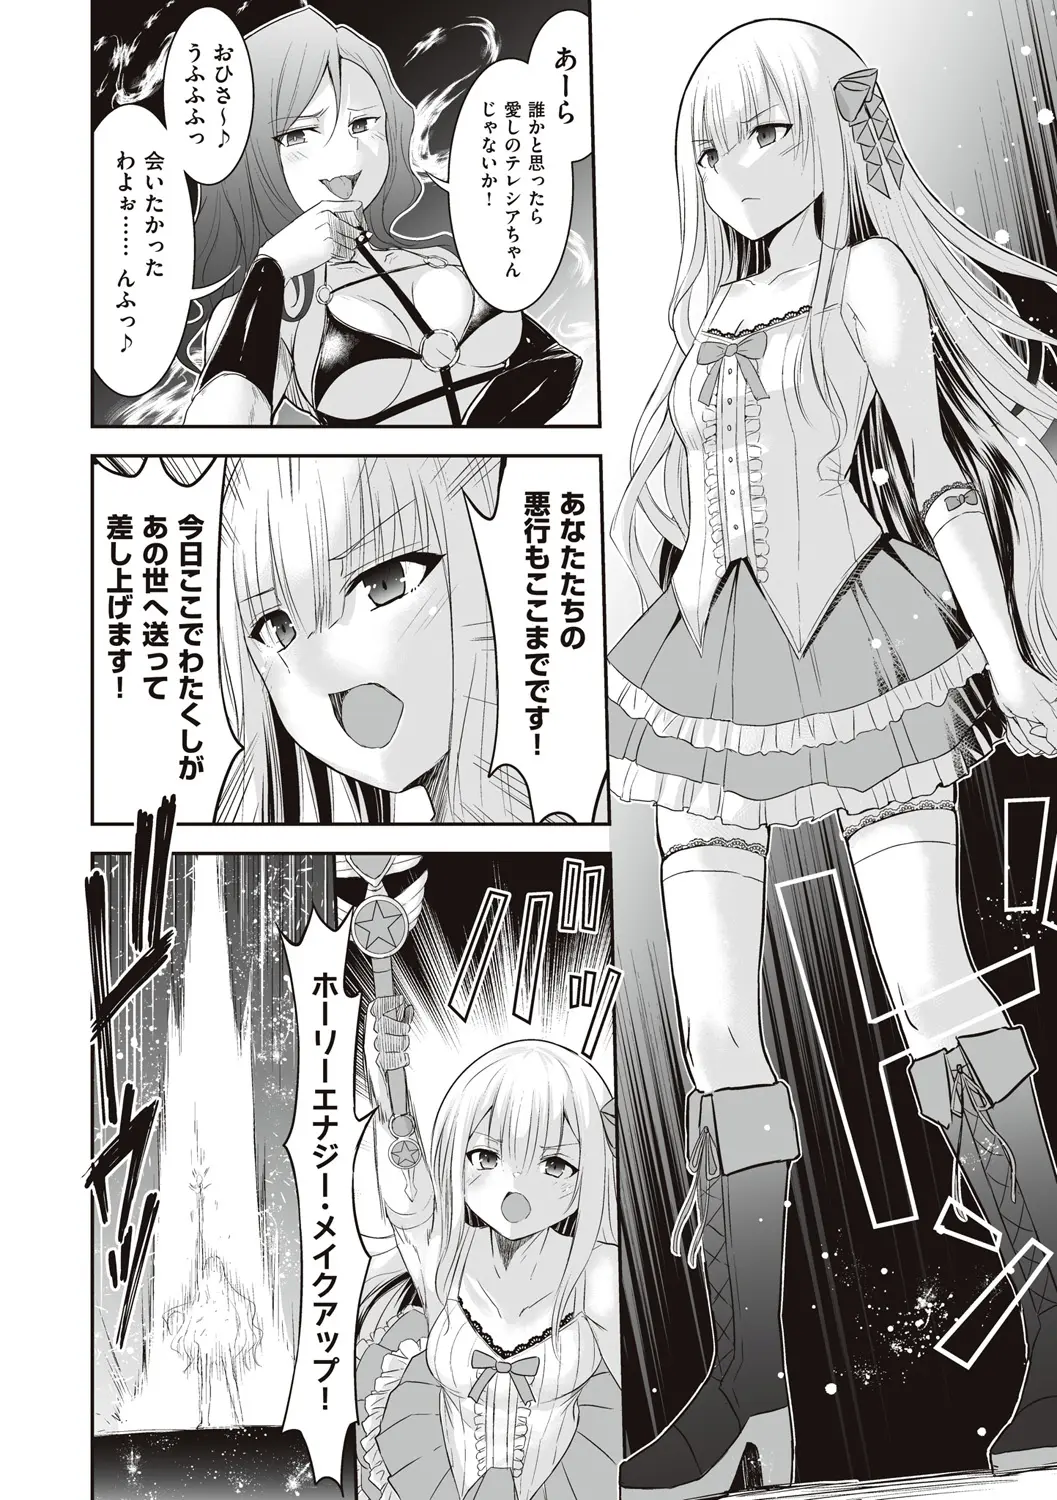 あーら
誰かと思ったら
愛しのテレシアちゃん
じゃないか！
おひさ～♪
うふふふっ
会いたかった
わよぉ……んふっ♪
あなたたちの
悪行もここまでです！
今日ここでわたくしが
あの世へ送って
差し上げます！
ホーリーエナジー・メイクアップ！